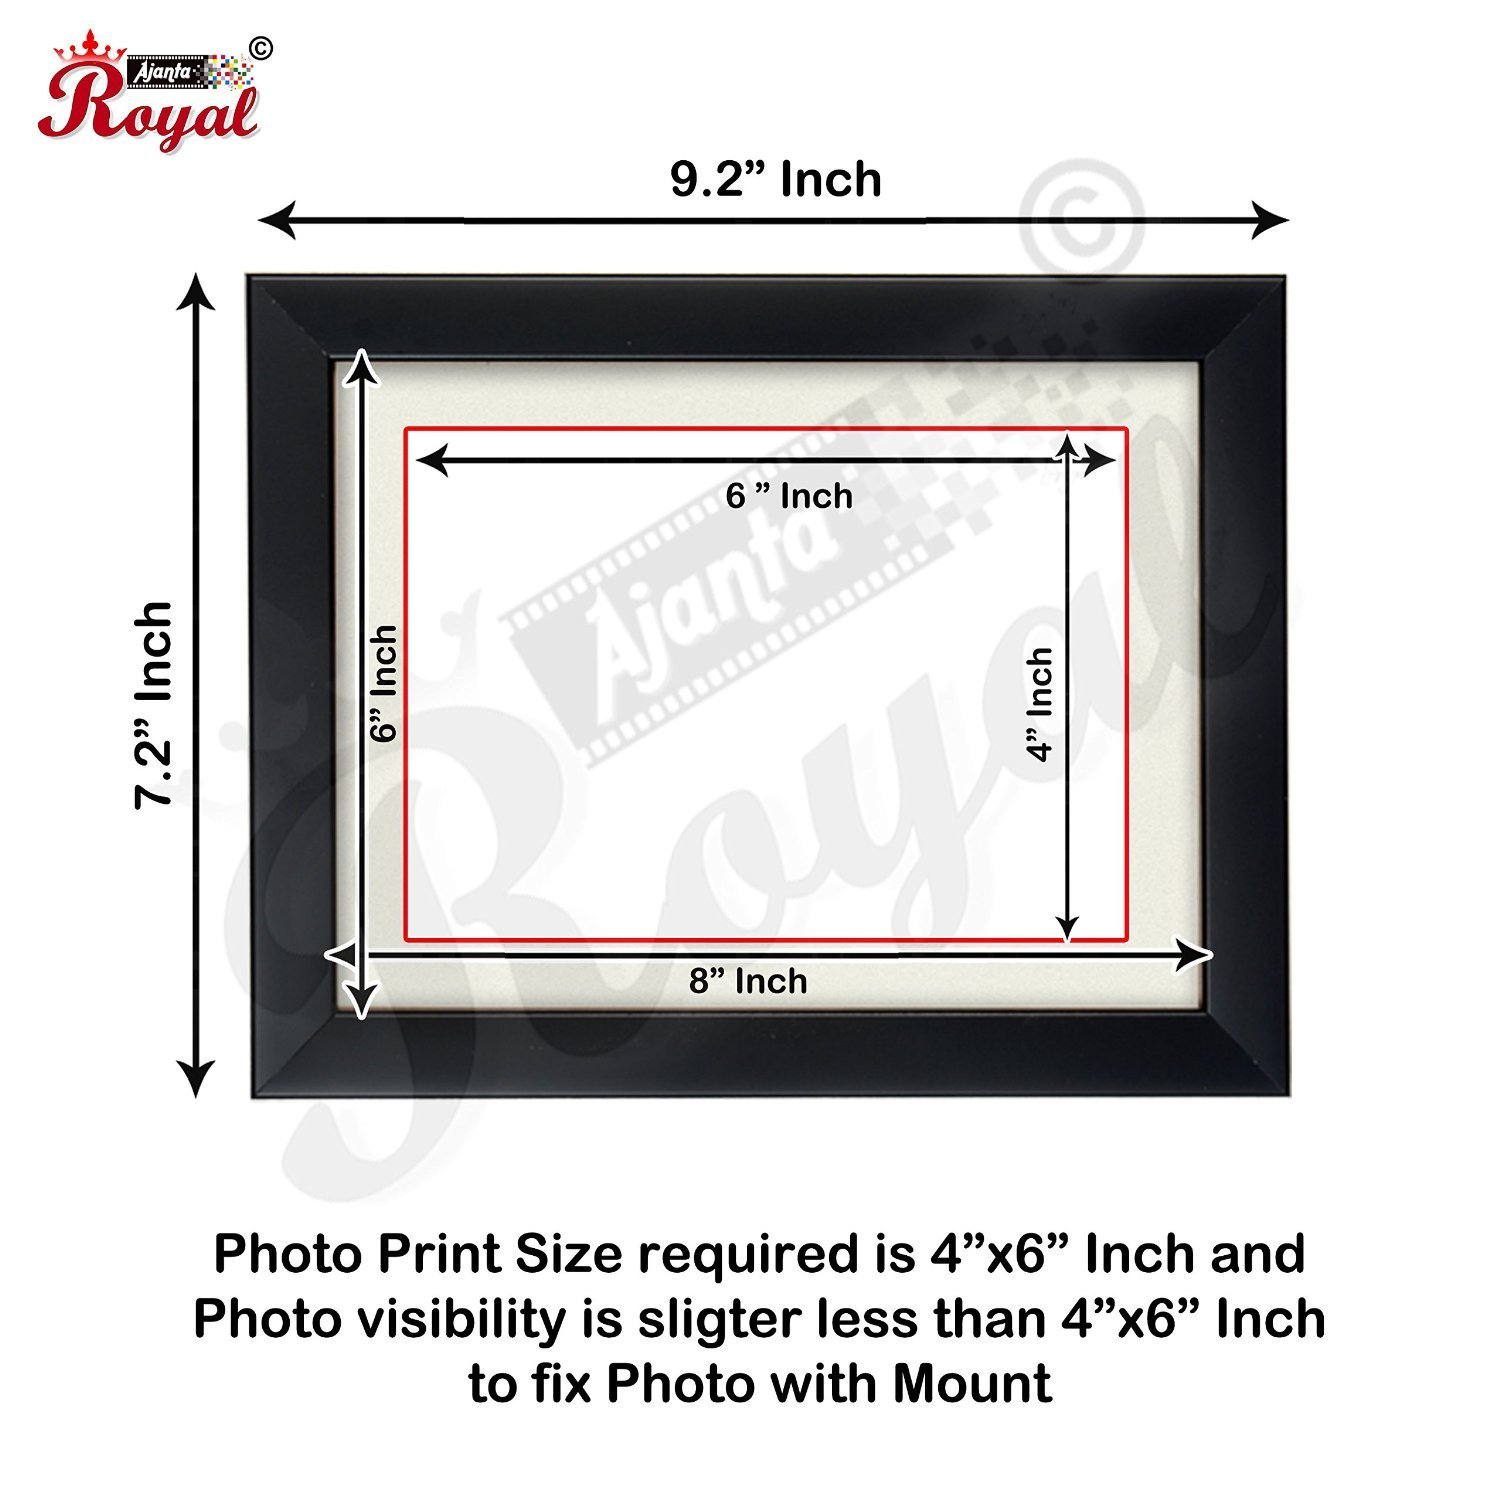 Ajanta ©
Royal
9.2” Inch
©
7.2” Inch
6 ” Inch
6” Inch
4” Inch
Ajanta
Royal
8” Inch
Photo Print Size required is 4”x6” Inch and
Photo visibility is sligter less than 4”x6” Inch
to fix Photo with Mount